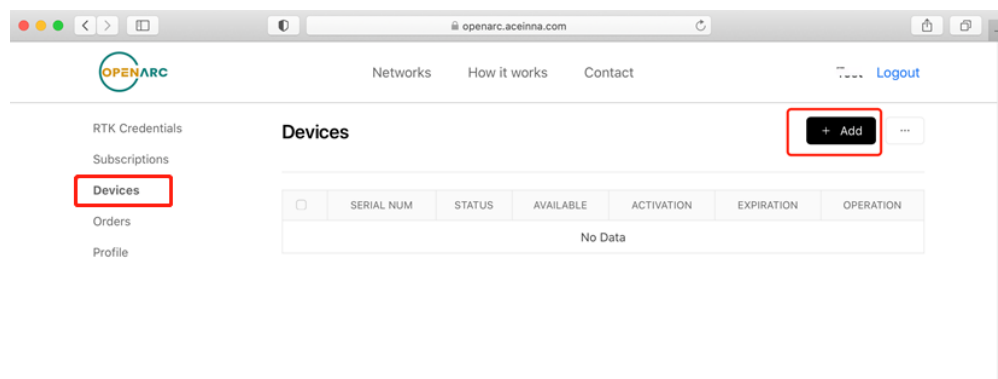 openarc.aceinna.com
OPENARC
Networks How it works Contact
Logout
RTK Credentials
Subscriptions
Devices
Orders
Profile
Devices
+ Add ...
SERIAL NUM STATUS AVAILABLE ACTIVATION EXPIRATION OPERATION
No Data